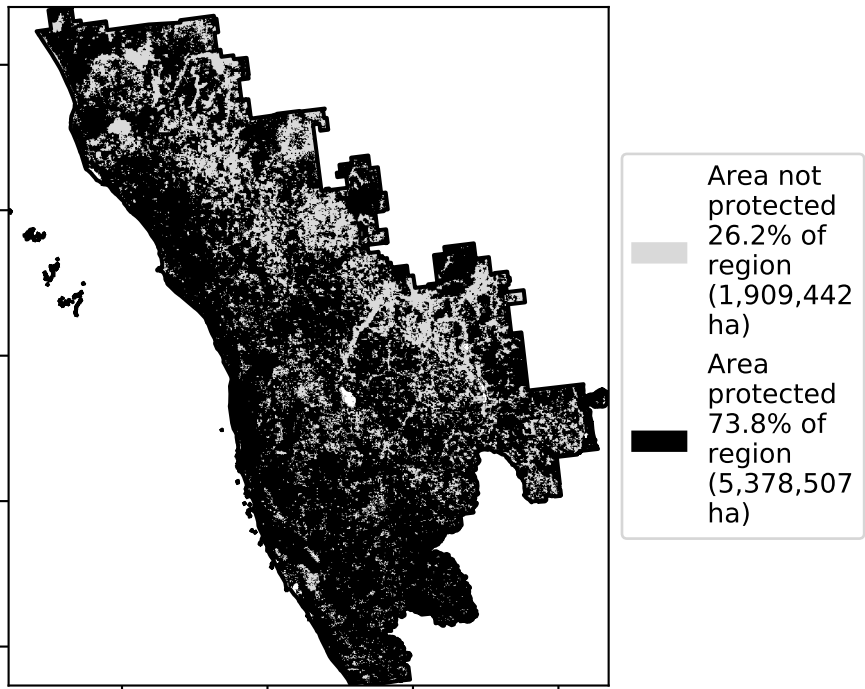 Area not
protected
26.2% of
region
(1,909,442
ha)
Area
protected
73.8% of
region
(5,378,507
ha)